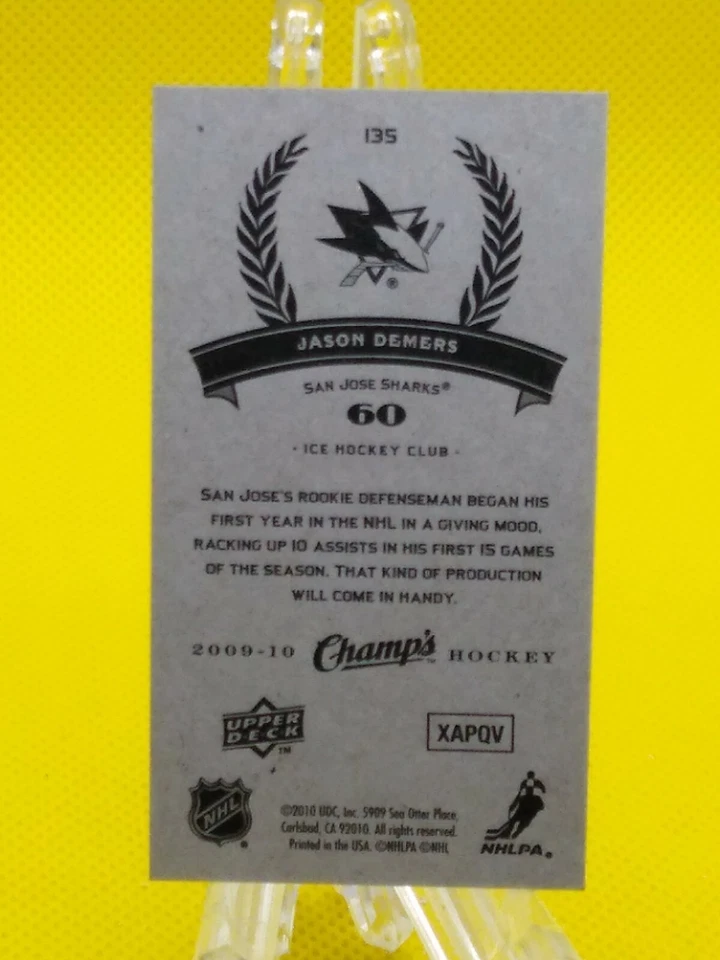 135
JASON DEMERS
SAN JOSE SHARKS®
60
· ICE HOCKEY CLUB ·
SAN JOSE'S ROOKIE DEFENSEMAN BEGAN HIS
FIRST YEAR IN THE NHL IN A GIVING MOOD,
RACKING UP 10 ASSISTS IN HIS FIRST 15 GAMES
OF THE SEASON. THAT KIND OF PRODUCTION
WILL COME IN HANDY.
2009-10 Champ's™ HOCKEY
UPPER
DECK™
XAPQV
NHL®
©2010 UDC, Inc. 5909 Sea Otter Place,
Carlsbad, CA 92010. All rights reserved.
Printed in the USA. ©NHLPA ©NHL
NHLPA®